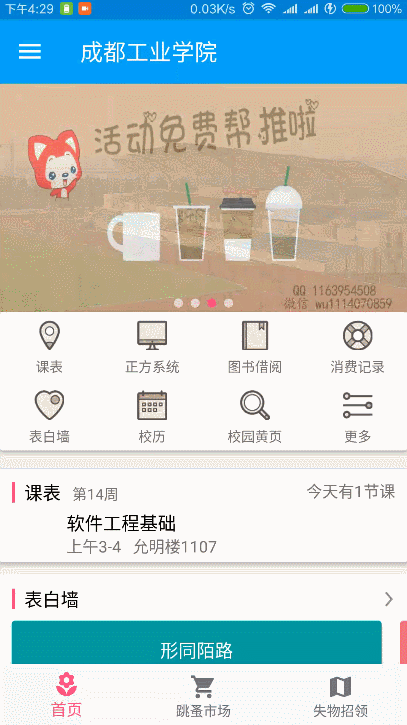 下午4:29 0.03K/s 100%
成都工业学院
活动免费帮推啦
QQ 1163954508
微信 wu1114070859
课表 正方系统 图书借阅 消费记录
表白墙 校历 校园黄页 更多
课表 第14周 今天有1节课
软件工程基础
上午3-4 允明楼1107
表白墙
形同陌路
首页 跳蚤市场 失物招领